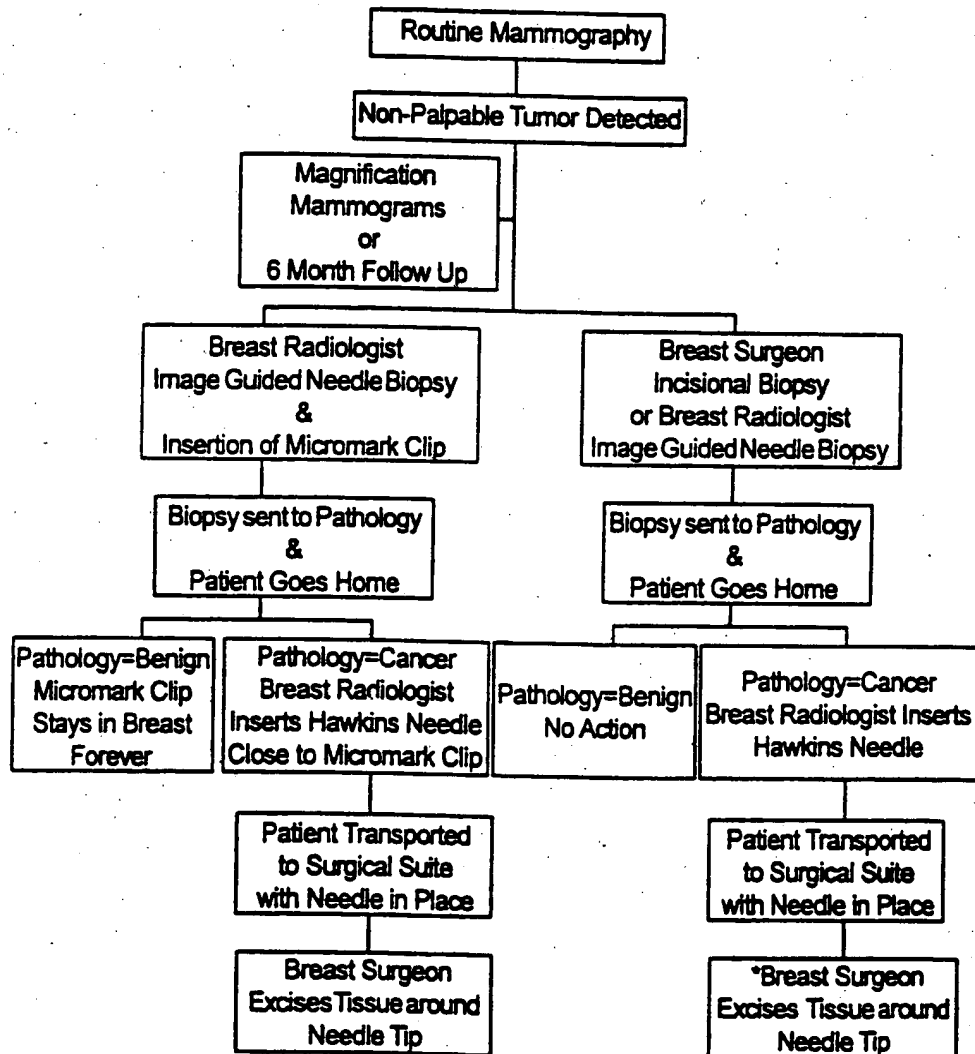 Routine Mammography
Non-Palpable Tumor Detected
Magnification
Mammograms
or
6 Month Follow Up
Breast Radiologist
Image Guided Needle Biopsy
&
Insertion of Micromark Clip
Breast Surgeon
Incisional Biopsy
or Breast Radiologist
Image Guided Needle Biopsy
Biopsy sent to Pathology
&
Patient Goes Home
Biopsy sent to Pathology
&
Patient Goes Home
Pathology=Benign
Micromark Clip
Stays in Breast
Forever
Pathology=Cancer
Breast Radiologist
Inserts Hawkins Needle
Close to Micromark Clip
Pathology=Benign
No Action
Pathology=Cancer
Breast Radiologist Inserts
Hawkins Needle
Patient Transported
to Surgical Suite
with Needle in Place
Patient Transported
to Surgical Suite
with Needle in Place
Breast Surgeon
Excises Tissue around
Needle Tip
*Breast Surgeon
Excises Tissue around
Needle Tip